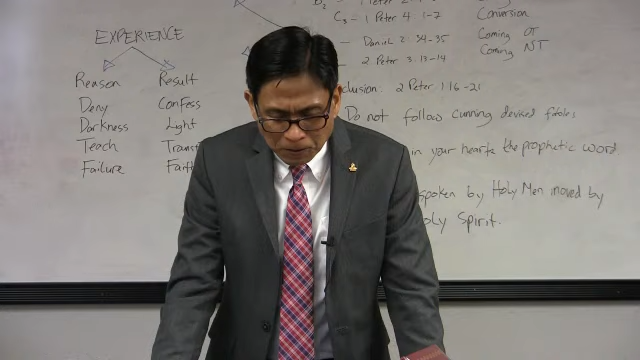 EXPERIENCE
Reason Result
Deny Confess
Darkness Light
Teach
Failure
C3 = 1 Peter 4:1-7
Conversion
Coming OT
Coming NT
Daniel 2:34-35
2 Peter 3:13-14
2 Peter 1:16-21
Do not follow cunning devised fables
in your hearts the prophetic word
spoken by Holy Men moved by
Spirit.